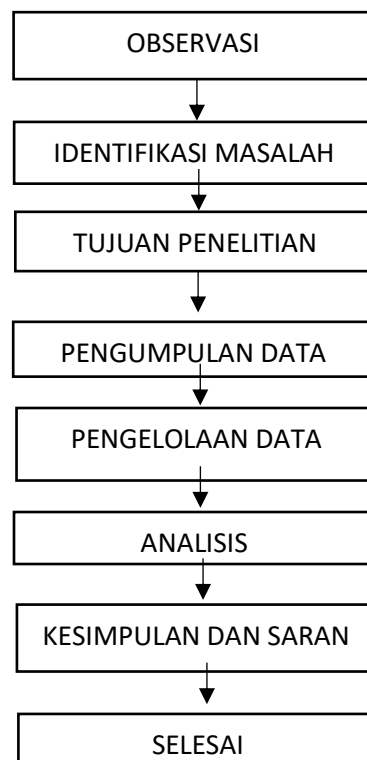 OBSERVASI
IDENTIFIKASI MASALAH
TUJUAN PENELITIAN
PENGUMPULAN DATA
PENGELOLAAN DATA
ANALISIS
KESIMPULAN DAN SARAN
SELESAI